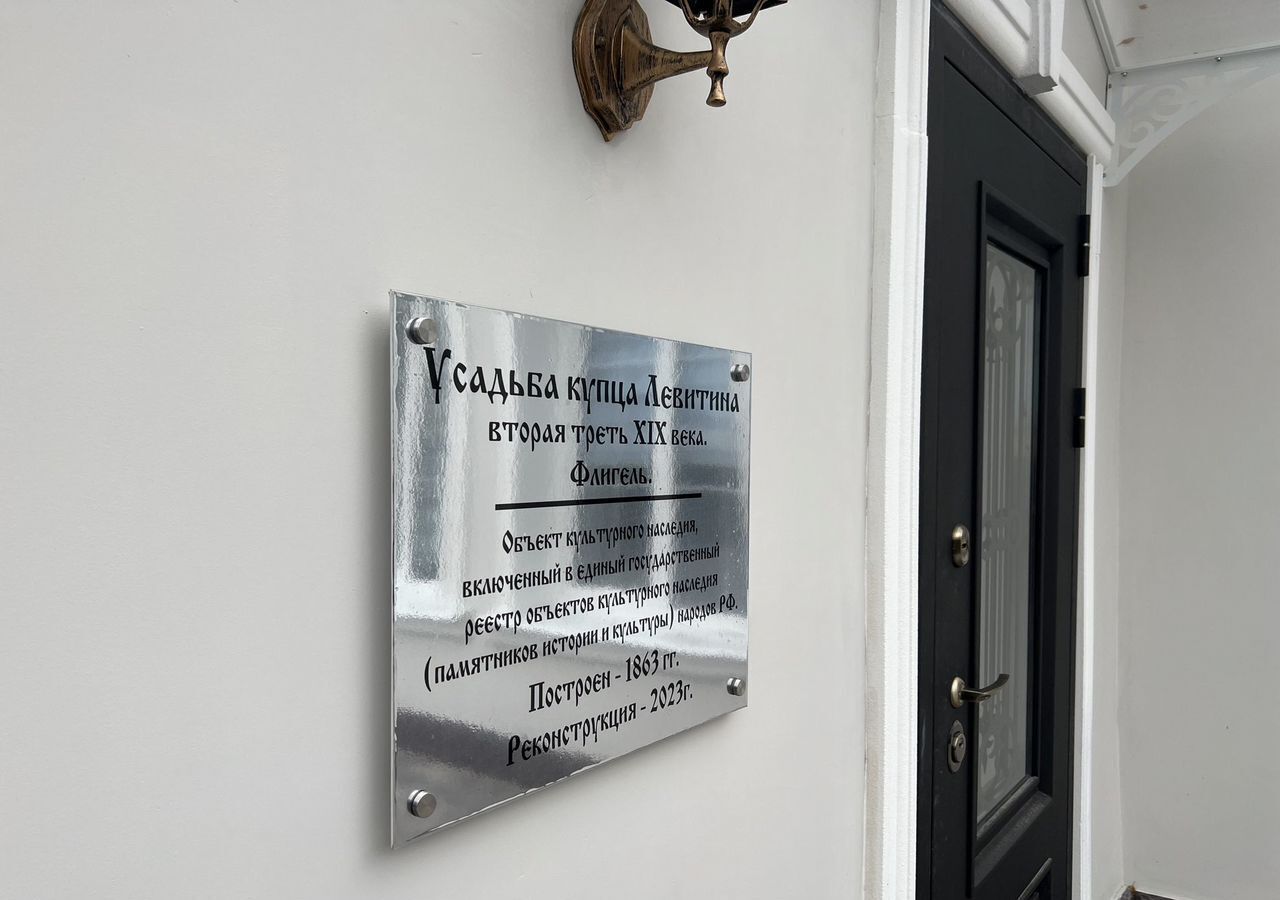 Усадьба купца Левитина
вторая треть XIX века.
Флигель.
Объект культурного наследия,
включенный в единый государственный
реестр объектов культурного наследия
(памятников истории и культуры) народов РФ.
Построен - 1863 гг.
Реконструкция - 2023г.